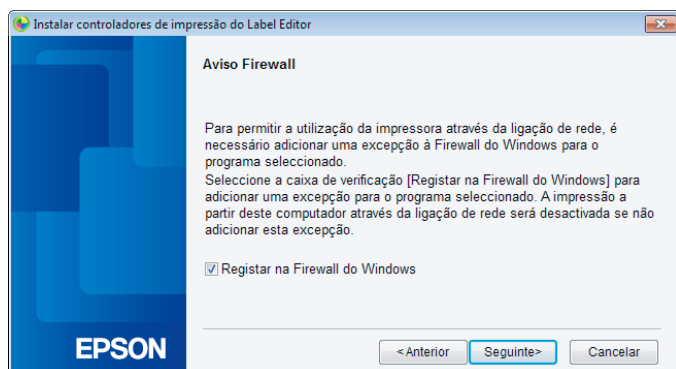 Instalar controladores de impressão do Label Editor
Aviso Firewall
Para permitir a utilização da impressora através da ligação de rede, é
necessário adicionar uma excepção à Firewall do Windows para o
programa seleccionado.
Seleccione a caixa de verificação [Registar na Firewall do Windows] para
adicionar uma excepção para o programa seleccionado. A impressão a
partir deste computador através da ligação de rede será desactivada se não
adicionar esta excepção.
Registar na Firewall do Windows
EPSON
<Anterior Seguinte> Cancelar